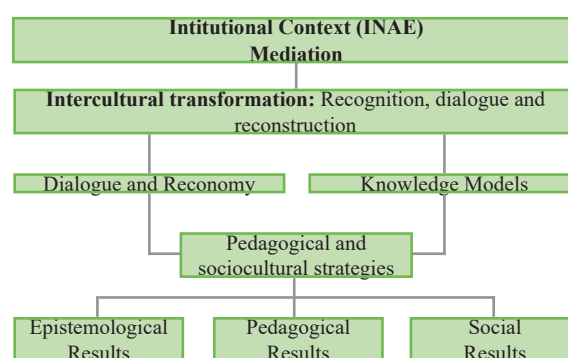 Intitutional Context (INAE)
Mediation
Intercultural transformation: Recognition, dialogue and
reconstruction
Dialogue and Reconomy
Knowledge Models
Pedagogical and
sociocultural strategies
Epistemological
Results
Pedagogical
Results
Social
Results